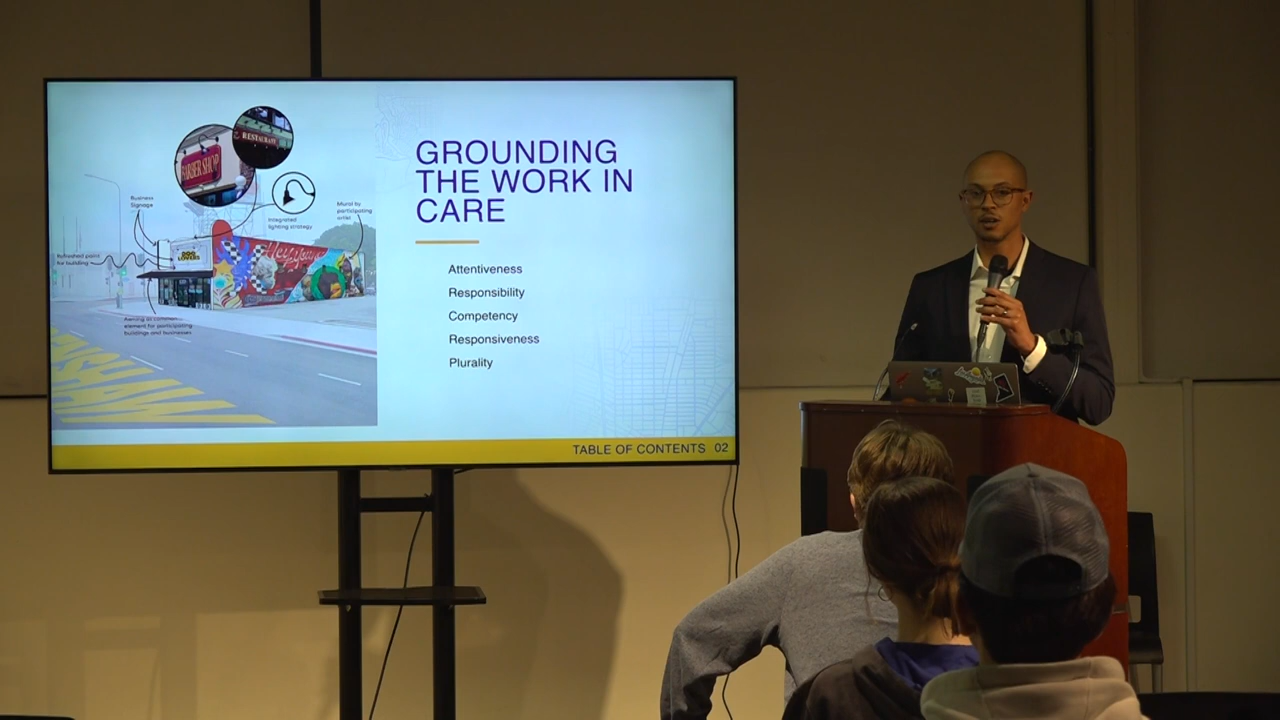 GROUNDING
THE WORK IN
CARE
Attentiveness
Responsibility
Competency
Responsiveness
Plurality
TABLE OF CONTENTS 02
RESTAURANT
BARBER SHOP
Business
Signage
Mural by
participating
artist
Integrated
lighting strategy
Refreshed paint
for building
LOVERS
Awning as common
element for participating
buildings and businesses